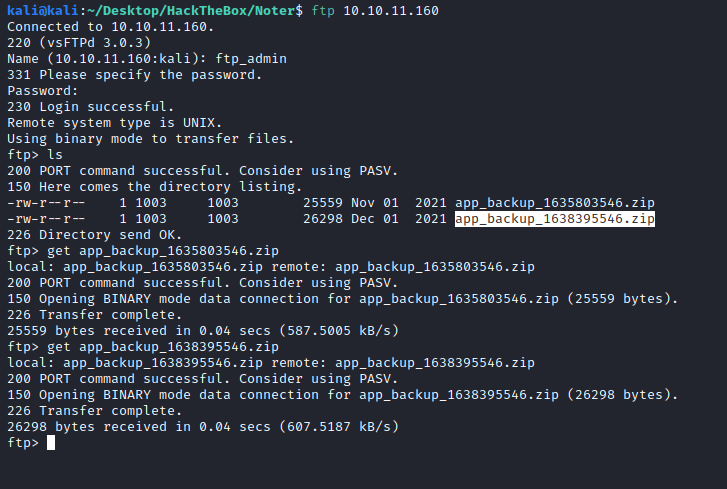 kali@kali:~/Desktop/HackTheBox/Noter$ ftp 10.10.11.160
Connected to 10.10.11.160.
220 (vsFTPd 3.0.3)
Name (10.10.11.160:kali): ftp_admin
331 Please specify the password.
Password:
230 Login successful.
Remote system type is UNIX.
Using binary mode to transfer files.
ftp> ls
200 PORT command successful. Consider using PASV.
150 Here comes the directory listing.
-rw-r--r--    1 1003     1003        25559 Nov 01  2021 app_backup_1635803546.zip
-rw-r--r--    1 1003     1003        26298 Dec 01  2021 app_backup_1638395546.zip
226 Directory send OK.
ftp> get app_backup_1635803546.zip
local: app_backup_1635803546.zip remote: app_backup_1635803546.zip
200 PORT command successful. Consider using PASV.
150 Opening BINARY mode data connection for app_backup_1635803546.zip (25559 bytes).
226 Transfer complete.
25559 bytes received in 0.04 secs (587.5005 kB/s)
ftp> get app_backup_1638395546.zip
local: app_backup_1638395546.zip remote: app_backup_1638395546.zip
200 PORT command successful. Consider using PASV.
150 Opening BINARY mode data connection for app_backup_1638395546.zip (26298 bytes).
226 Transfer complete.
26298 bytes received in 0.04 secs (607.5187 kB/s)
ftp>